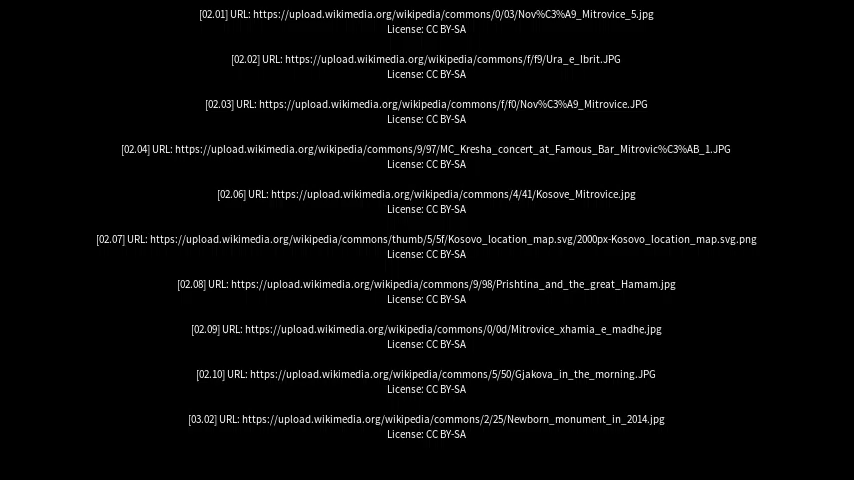 [02.01] URL: https://upload.wikimedia.org/wikipedia/commons/0/03/Nov%C3%A9_Mitrovice_5.jpg
License: CC BY-SA
[02.02] URL: https://upload.wikimedia.org/wikipedia/commons/f/f9/Ura_e_Ibrit.JPG
License: CC BY-SA
[02.03] URL: https://upload.wikimedia.org/wikipedia/commons/f/f0/Nov%C3%A9_Mitrovice.JPG
License: CC BY-SA
[02.04] URL: https://upload.wikimedia.org/wikipedia/commons/9/97/MC_Kresha_concert_at_Famous_Bar_Mitrovic%C3%AB_1.JPG
License: CC BY-SA
[02.06] URL: https://upload.wikimedia.org/wikipedia/commons/4/41/Kosove_Mitrovice.jpg
License: CC BY-SA
[02.07] URL: https://upload.wikimedia.org/wikipedia/commons/thumb/5/5f/Kosovo_location_map.svg/2000px-Kosovo_location_map.svg.png
License: CC BY-SA
[02.08] URL: https://upload.wikimedia.org/wikipedia/commons/9/98/Prishtina_and_the_great_Hamam.jpg
License: CC BY-SA
[02.09] URL: https://upload.wikimedia.org/wikipedia/commons/0/0d/Mitrovice_xhamia_e_madhe.jpg
License: CC BY-SA
[02.10] URL: https://upload.wikimedia.org/wikipedia/commons/5/50/Gjakova_in_the_morning.JPG
License: CC BY-SA
[03.02] URL: https://upload.wikimedia.org/wikipedia/commons/2/25/Newborn_monument_in_2014.jpg
License: CC BY-SA